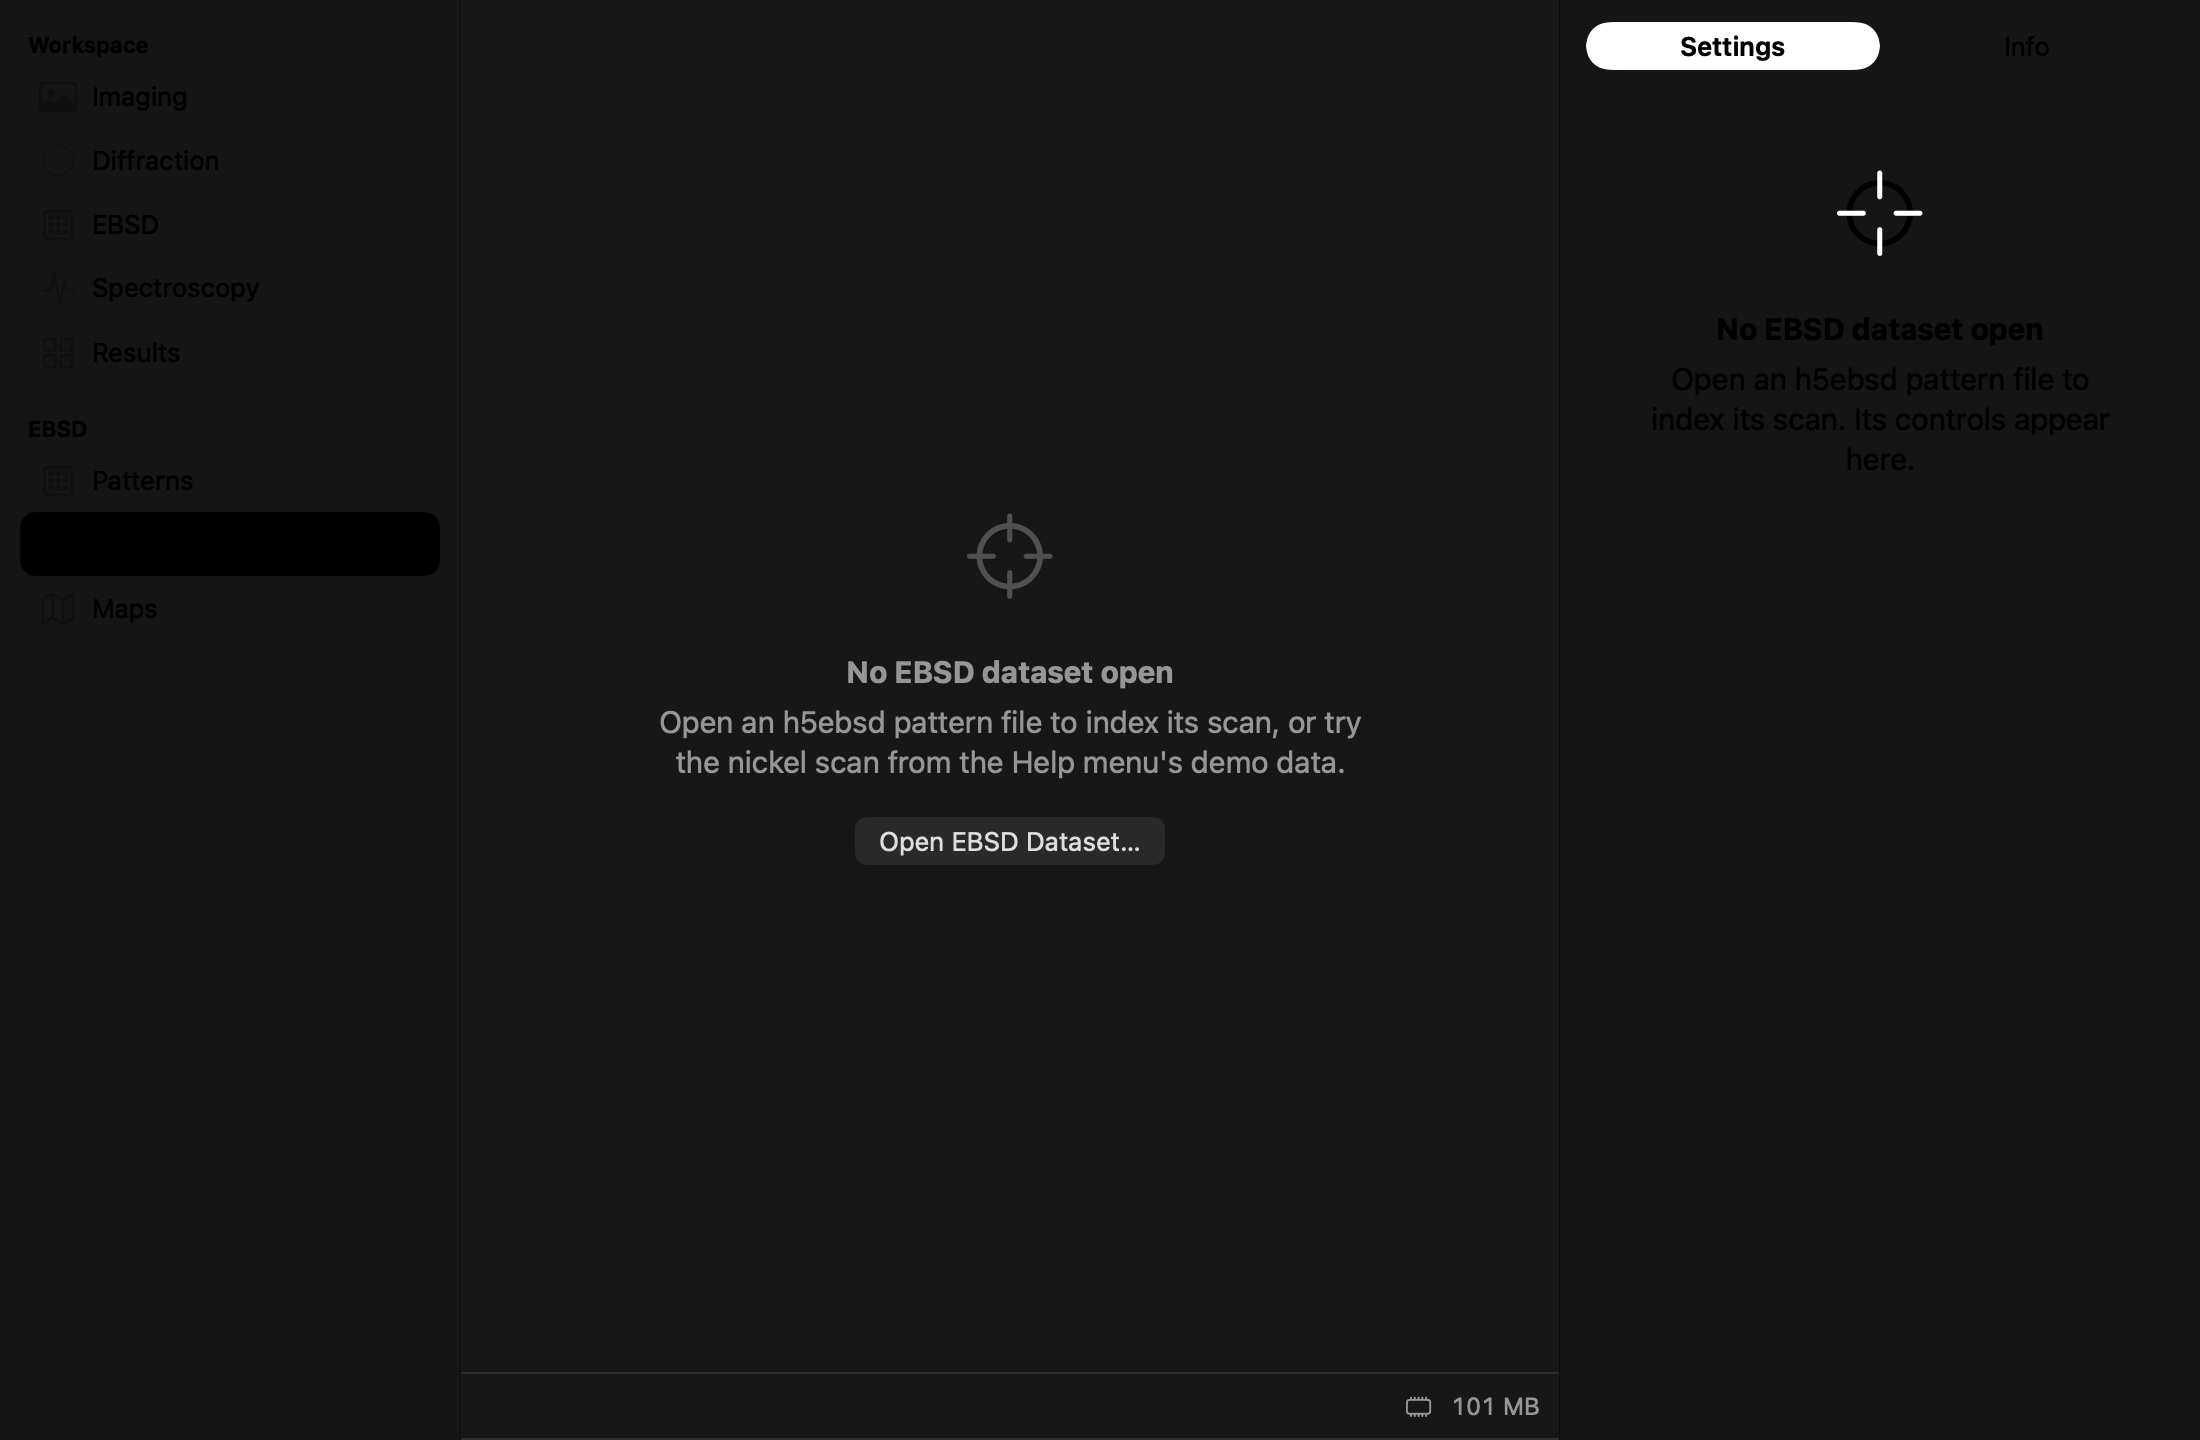 Workspace
Imaging
Diffraction
EBSD
Spectroscopy
Results
EBSD
Patterns
Maps
No EBSD dataset open
Open an h5ebsd pattern file to index its scan, or try
the nickel scan from the Help menu's demo data.
Open EBSD Dataset...
101 MB
Settings
Info
No EBSD dataset open
Open an h5ebsd pattern file to
index its scan. Its controls appear
here.